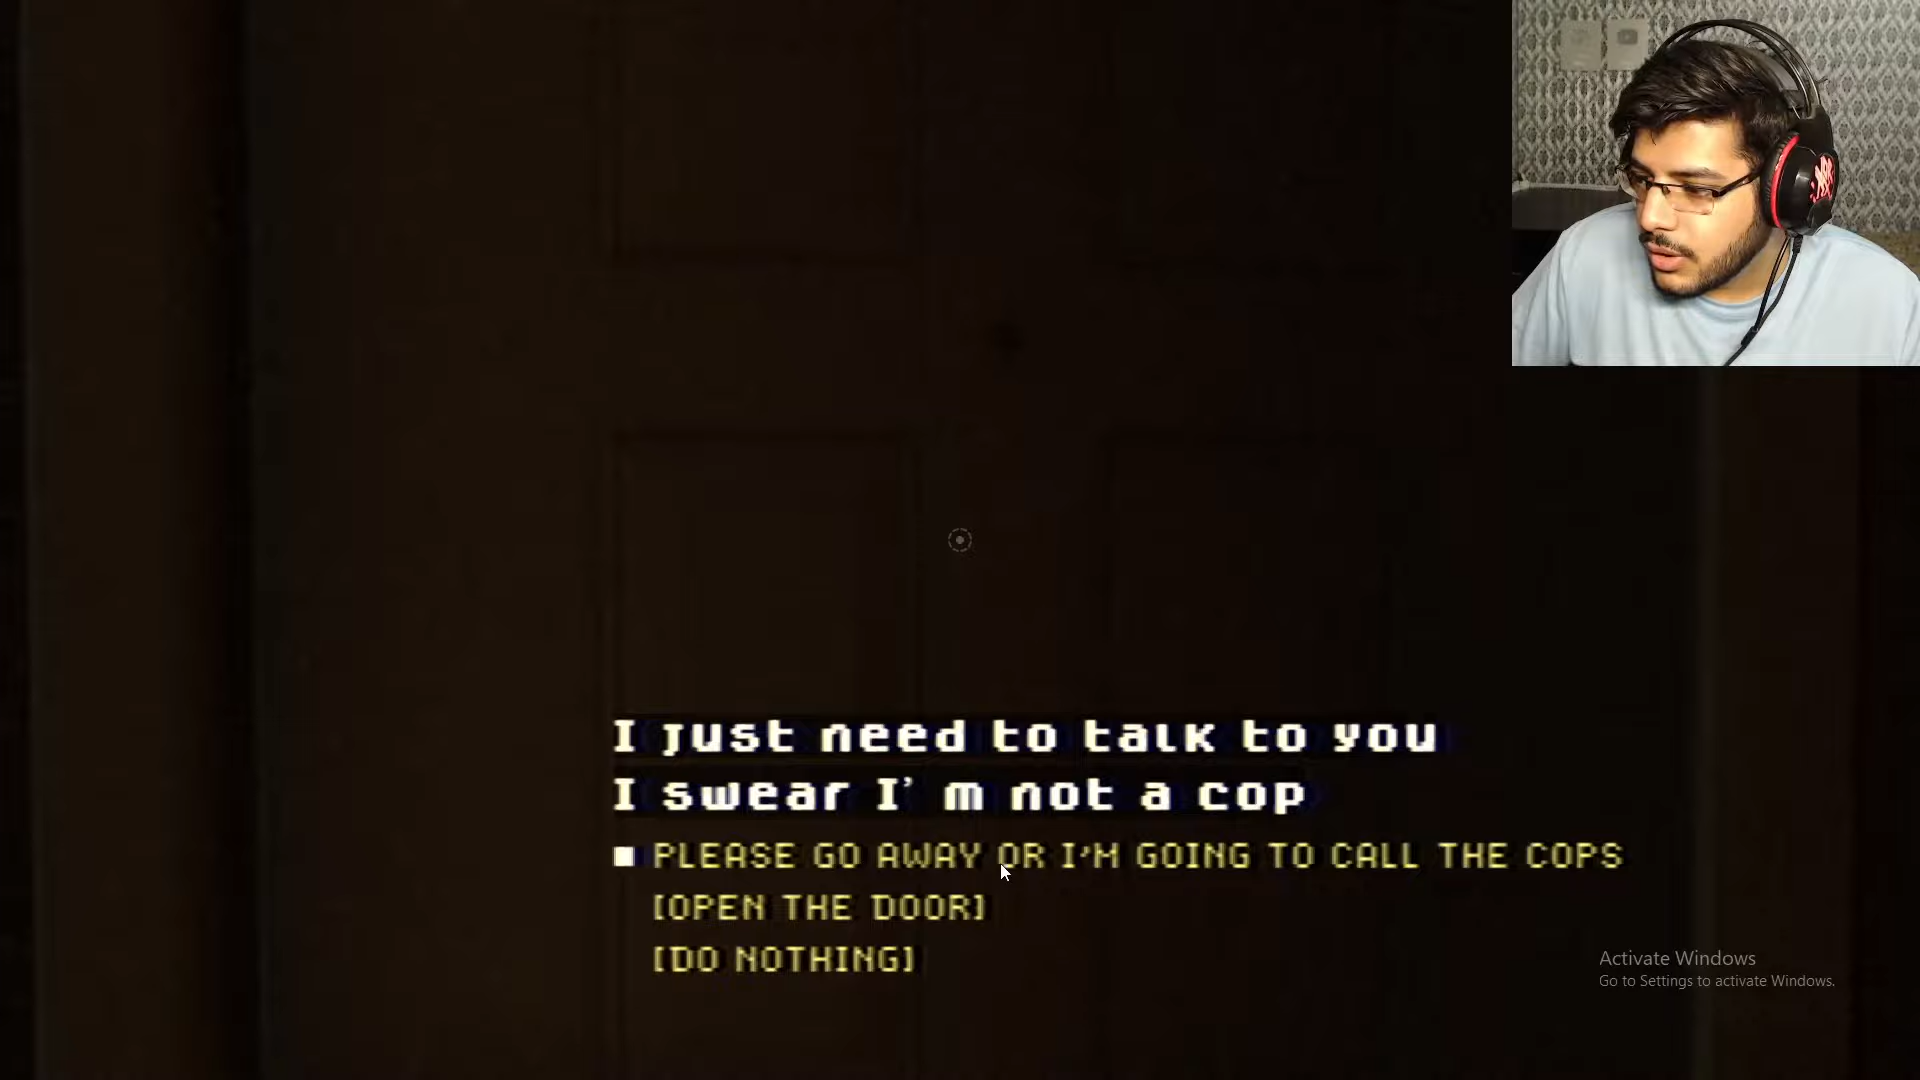 I just need to talk to you
I swear I'm not a cop
PLEASE GO AWAY OR I'M GOING TO CALL THE COPS
[OPEN THE DOOR]
[DO NOTHING]
Activate Windows
Go to Settings to activate Windows.